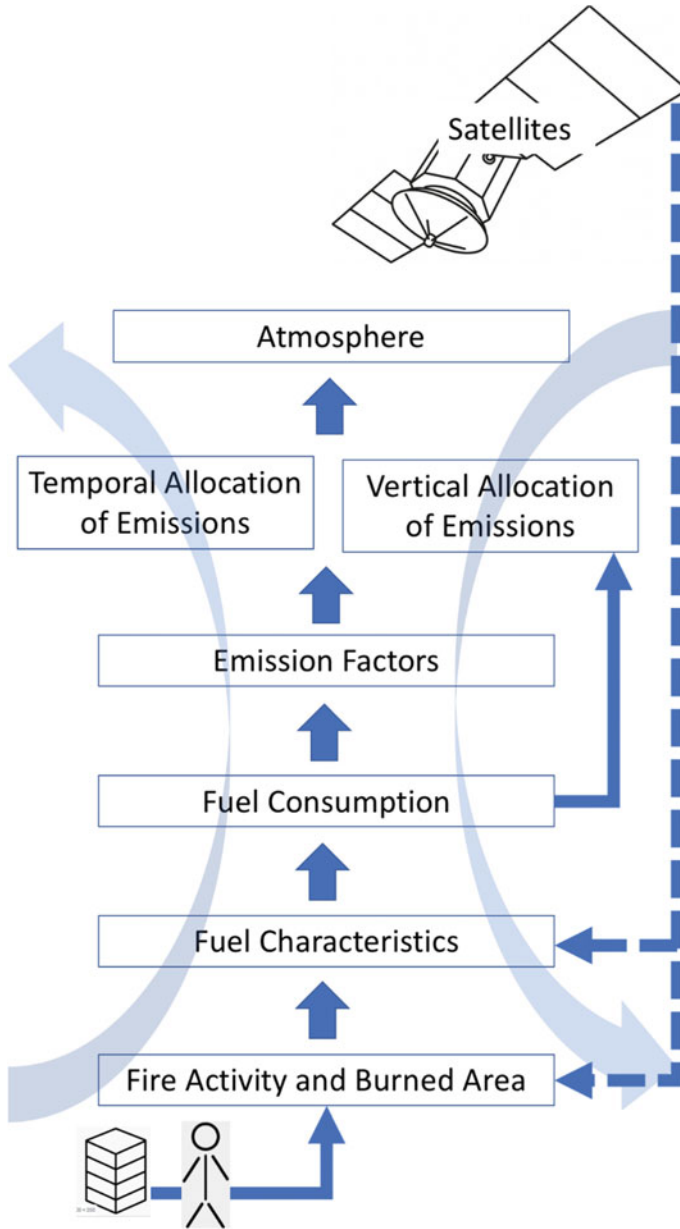 Satellites
Atmosphere
Temporal Allocation
of Emissions
Vertical Allocation
of Emissions
Emission Factors
Fuel Consumption
Fuel Characteristics
Fire Activity and Burned Area